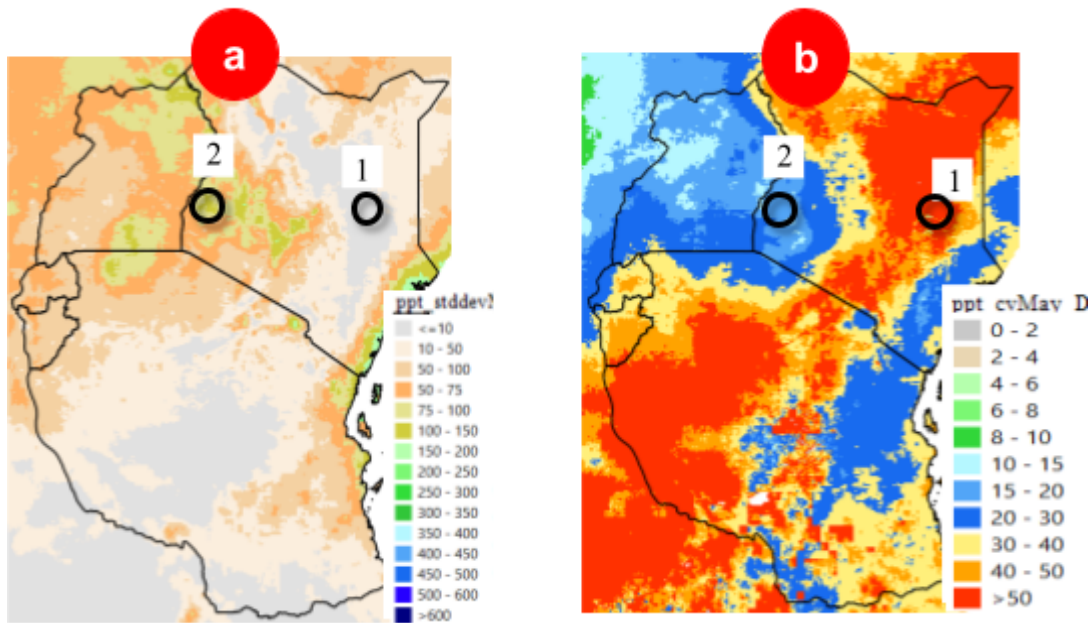 a
2
1
ppt_stddevM
<=10
10 - 50
50 - 100
50 - 75
75 - 100
100 - 150
150 - 200
200 - 250
250 - 300
300 - 350
350 - 400
400 - 450
450 - 500
500 - 600
>600
b
2
1
ppt_cvMay_D
0 - 2
2 - 4
4 - 6
6 - 8
8 - 10
10 - 15
15 - 20
20 - 30
30 - 40
40 - 50
>50